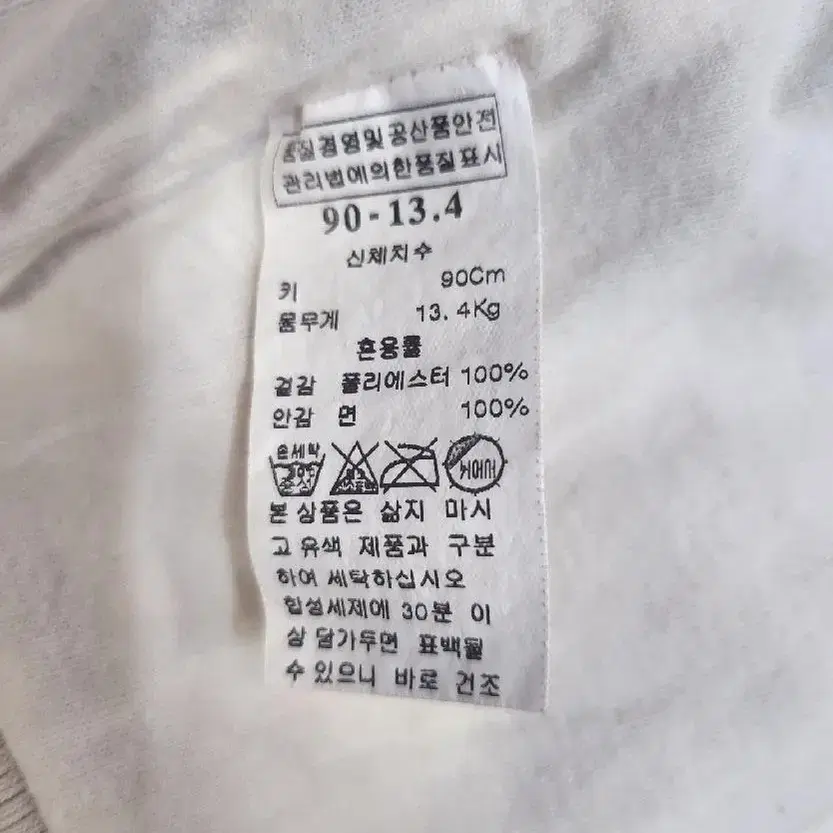 품질경영및공산품안전
관리법에의한품질표시
90-13.4
신체치수
키 90Cm
몸무게 13.4Kg
혼용률
겉감 폴리에스터 100%
안감 면 100%
손세탁
30℃
중성
본 상품은 삶지 마시
고 유색 제품과 구분
하여 세탁하십시오
합성세제에 30분 이
상 담가두면 표백될
수 있으니 바로 건조